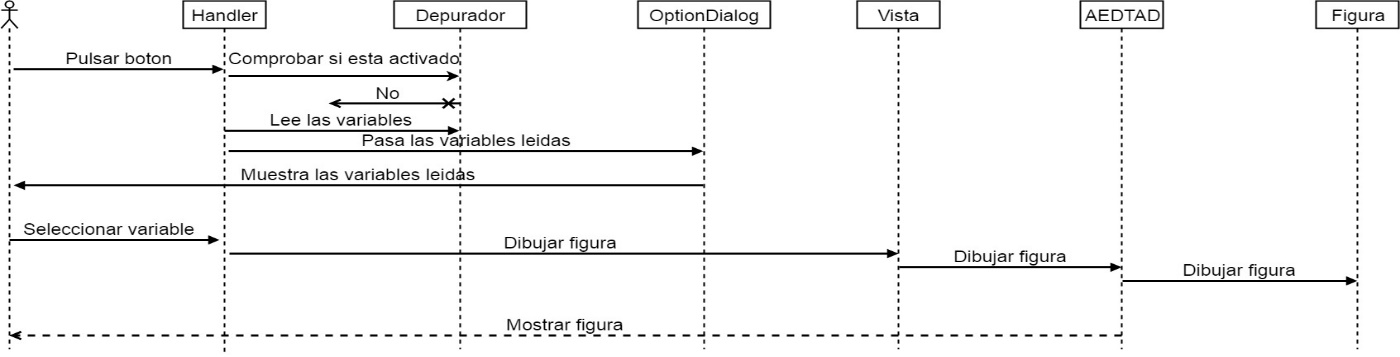 Handler
Depurador
OptionDialog
Vista
AEDTAD
Figura
Pulsar boton
Comprobar si esta activado
No
Lee las variables
Pasa las variables leidas
Muestra las variables leidas
Seleccionar variable
Dibujar figura
Dibujar figura
Dibujar figura
Mostrar figura